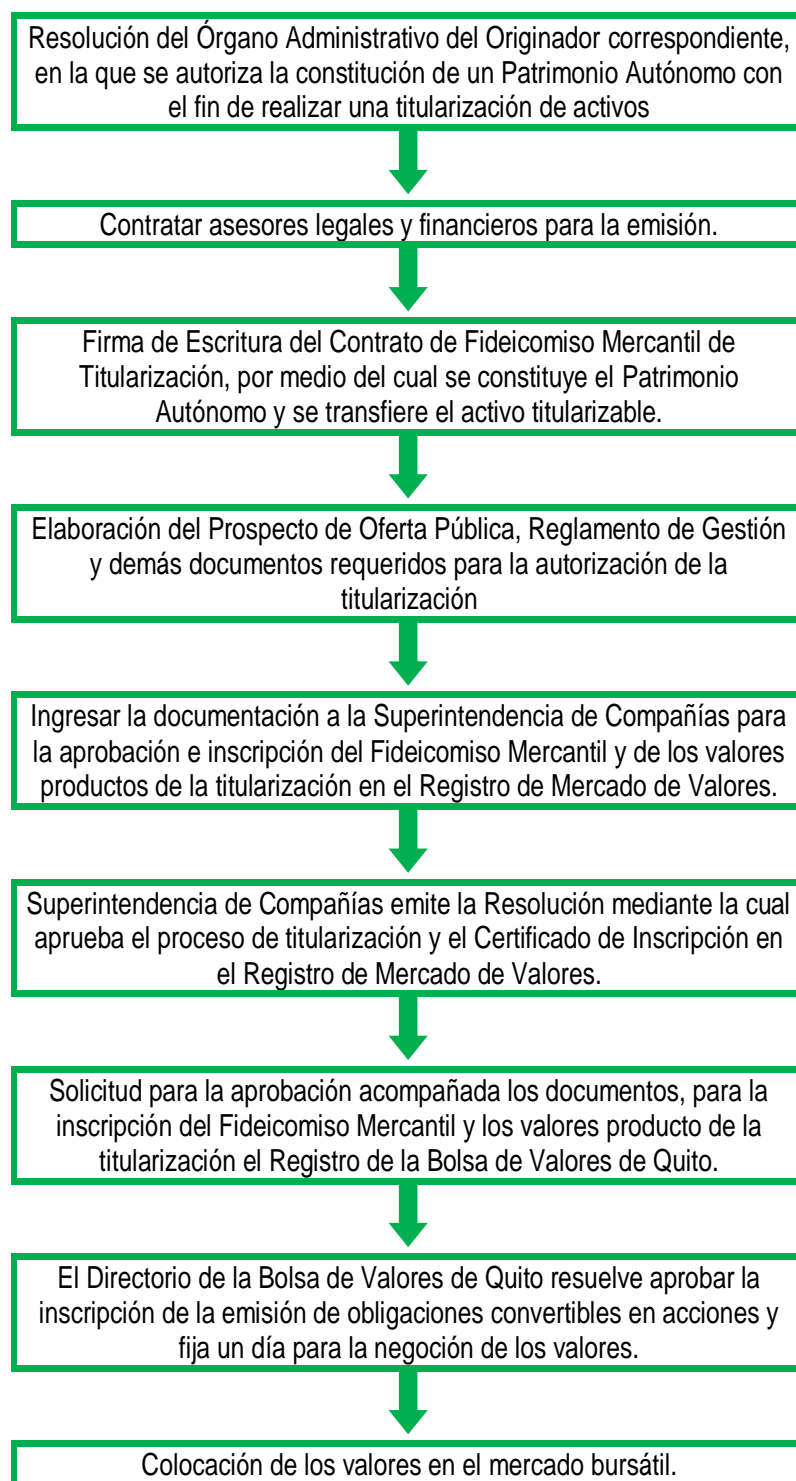 Resolución del Órgano Administrativo del Originador correspondiente,
en la que se autoriza la constitución de un Patrimonio Autónomo con
el fin de realizar una titularización de activos
Contratar asesores legales y financieros para la emisión.
Firma de Escritura del Contrato de Fideicomiso Mercantil de
Titularización, por medio del cual se constituye el Patrimonio
Autónomo y se transfiere el activo titularizable.
Elaboración del Prospecto de Oferta Pública, Reglamento de Gestión
y demás documentos requeridos para la autorización de la
titularización
Ingresar la documentación a la Superintendencia de Compañías para
la aprobación e inscripción del Fideicomiso Mercantil y de los valores
productos de la titularización en el Registro de Mercado de Valores.
Superintendencia de Compañías emite la Resolución mediante la cual
aprueba el proceso de titularización y el Certificado de Inscripción en
el Registro de Mercado de Valores.
Solicitud para la aprobación acompañada los documentos, para la
inscripción del Fideicomiso Mercantil y los valores producto de la
titularización el Registro de la Bolsa de Valores de Quito.
El Directorio de la Bolsa de Valores de Quito resuelve aprobar la
inscripción de la emisión de obligaciones convertibles en acciones y
fija un día para la negoción de los valores.
Colocación de los valores en el mercado bursátil.